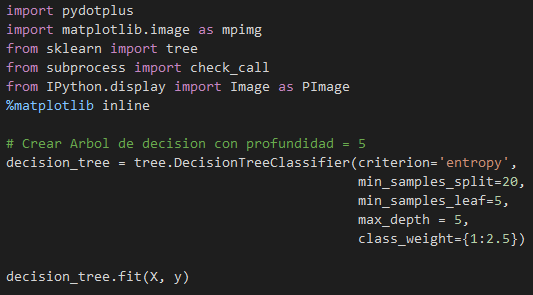 import pydotplus
import matplotlib.image as mpimg
from sklearn import tree
from subprocess import check_call
from IPython.display import Image as PImage
%matplotlib inline
# Crear Arbol de decision con profundidad = 5
decision_tree = tree.DecisionTreeClassifier(criterion='entropy',
min_samples_split=20,
min_samples_leaf=5,
max_depth = 5,
class_weight={1:2.5})
decision_tree.fit(X, y)